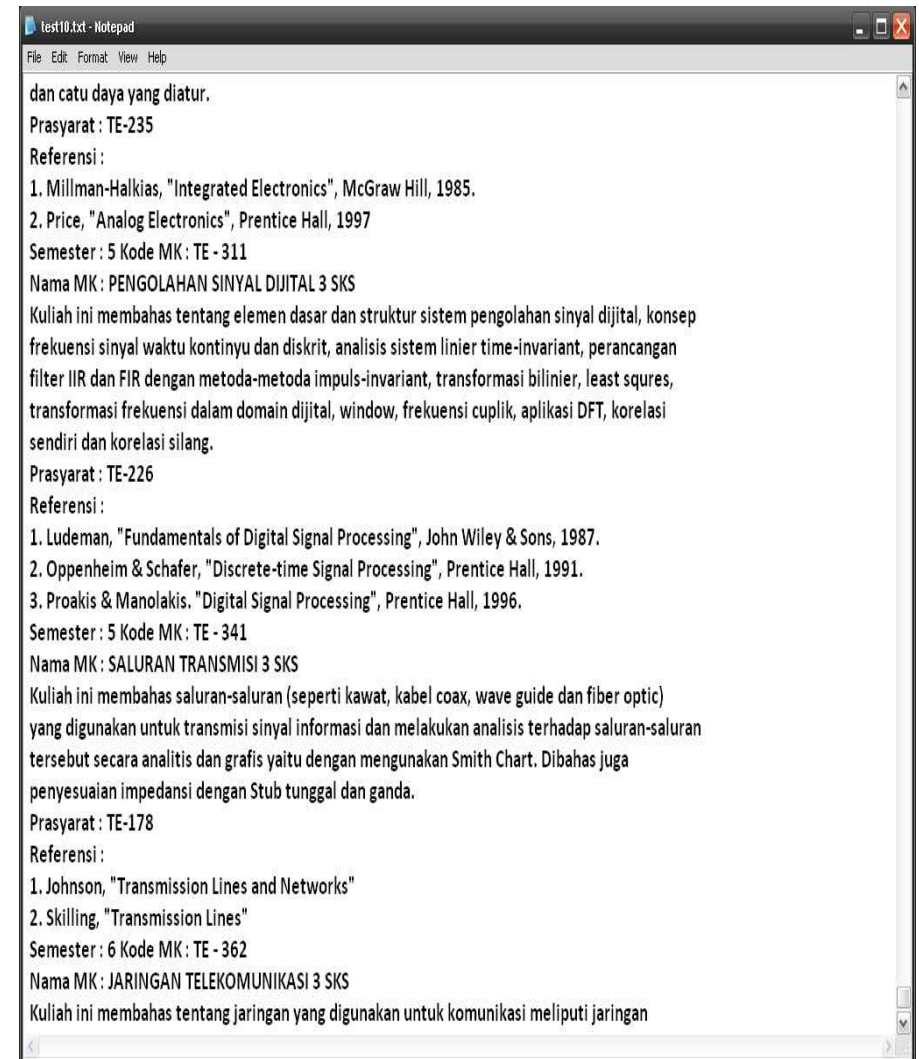 test10.txt - Notepad
File Edit Format View Help
dan catu daya yang diatur.
Prasyarat : TE-235
Referensi :
1. Millman-Halkias, "Integrated Electronics", McGraw Hill, 1985.
2. Price, "Analog Electronics", Prentice Hall, 1997
Semester : 5 Kode MK : TE - 311
Nama MK : PENGOLAHAN SINYAL DIJITAL 3 SKS
Kuliah ini membahas tentang elemen dasar dan struktur sistem pengolahan sinyal dijital, konsep
frekuensi sinyal waktu kontinyu dan diskrit, analisis sistem linier time-invariant, perancangan
filter IIR dan FIR dengan metoda-metoda impuls-invariant, transformasi bilinier, least squres,
transformasi frekuensi dalam domain dijital, window, frekuensi cuplik, aplikasi DFT, korelasi
sendiri dan korelasi silang.
Prasyarat : TE-226
Referensi :
1. Ludeman, "Fundamentals of Digital Signal Processing", John Wiley & Sons, 1987.
2. Oppenheim & Schafer, "Discrete-time Signal Processing", Prentice Hall, 1991.
3. Proakis & Manolakis. "Digital Signal Processing", Prentice Hall, 1996.
Semester : 5 Kode MK : TE - 341
Nama MK : SALURAN TRANSMISI 3 SKS
Kuliah ini membahas saluran-saluran (seperti kawat, kabel coax, wave guide dan fiber optic)
yang digunakan untuk transmisi sinyal informasi dan melakukan analisis terhadap saluran-saluran
tersebut secara analitis dan grafis yaitu dengan mengunakan Smith Chart. Dibahas juga
penyesuaian impedansi dengan Stub tunggal dan ganda.
Prasyarat : TE-178
Referensi :
1. Johnson, "Transmission Lines and Networks"
2. Skilling, "Transmission Lines"
Semester : 6 Kode MK : TE - 362
Nama MK : JARINGAN TELEKOMUNIKASI 3 SKS
Kuliah ini membahas tentang jaringan yang digunakan untuk komunikasi meliputi jaringan